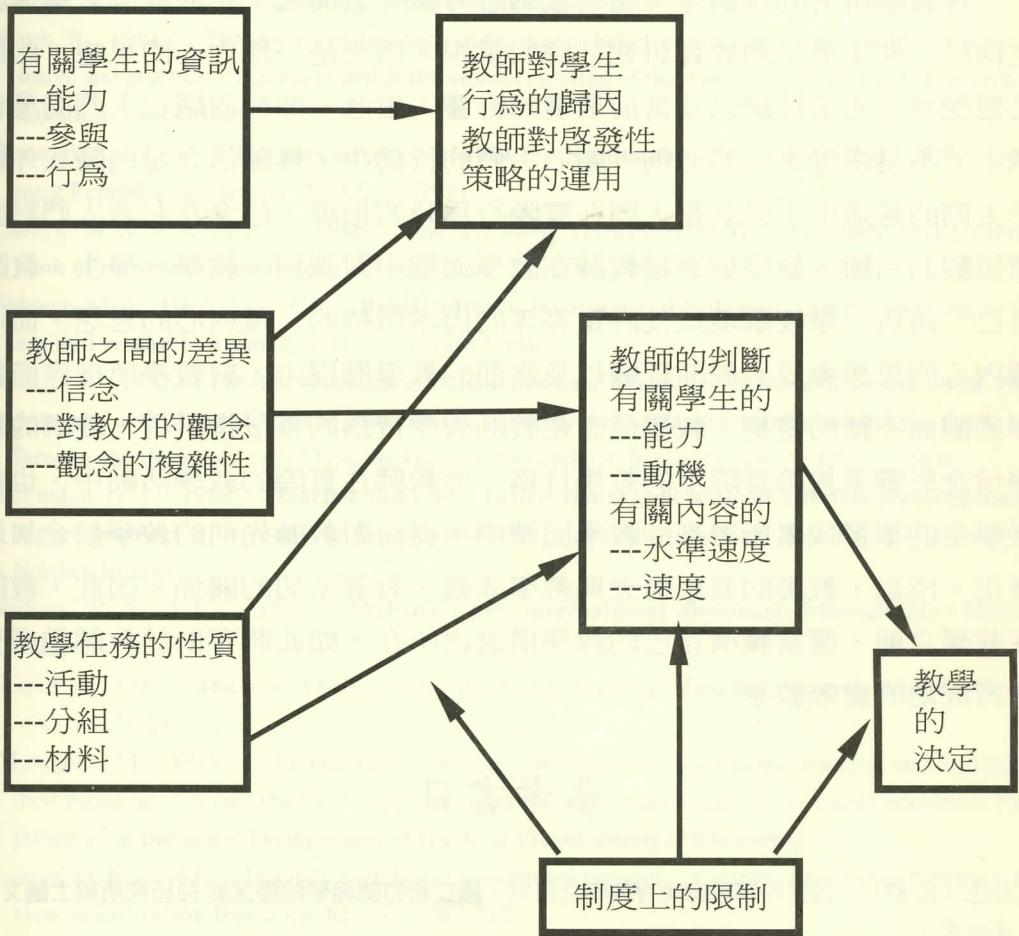 有關學生的資訊
---能力
---參與
---行爲
教師對學生
行爲的歸因
教師對啓發性
策略的運用
教師之間的差異
---信念
---對教材的觀念
---觀念的複雜性
教師的判斷
有關學生的
---能力
---動機
有關內容的
---水準速度
---速度
教學任務的性質
---活動
---分組
---材料
教學
的
決定
制度上的限制